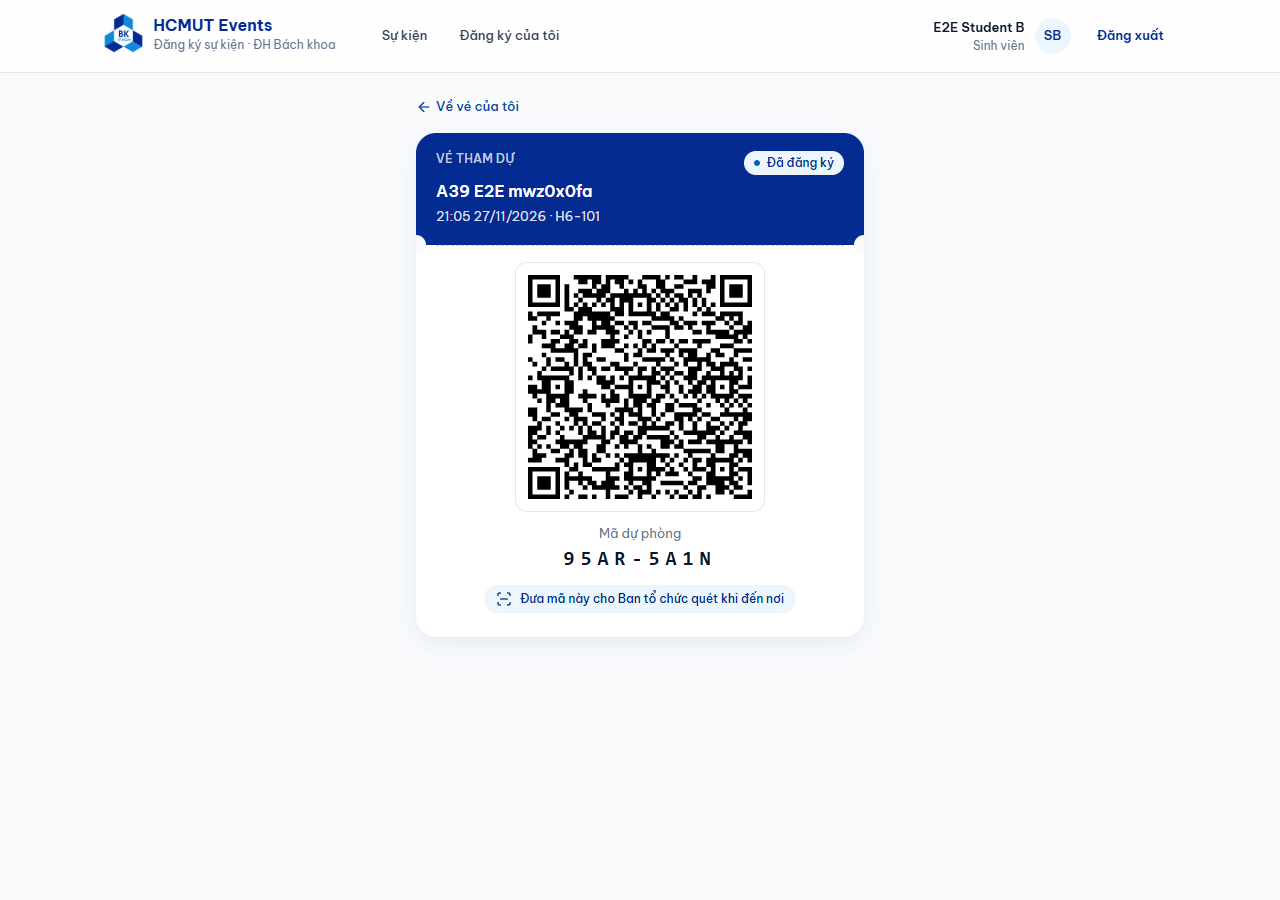 HCMUT Events
Đăng ký sự kiện · ĐH Bách khoa
Sự kiện
Đăng ký của tôi
E2E Student B
Sinh viên
SB
Đăng xuất
BK
Về vé của tôi
VÉ THAM DỰ
Đã đăng ký
A39 E2E mwz0x0fa
21:05 27/11/2026 · H6-101
Mã dự phòng
95AR-5A1N
Đưa mã này cho Ban tổ chức quét khi đến nơi